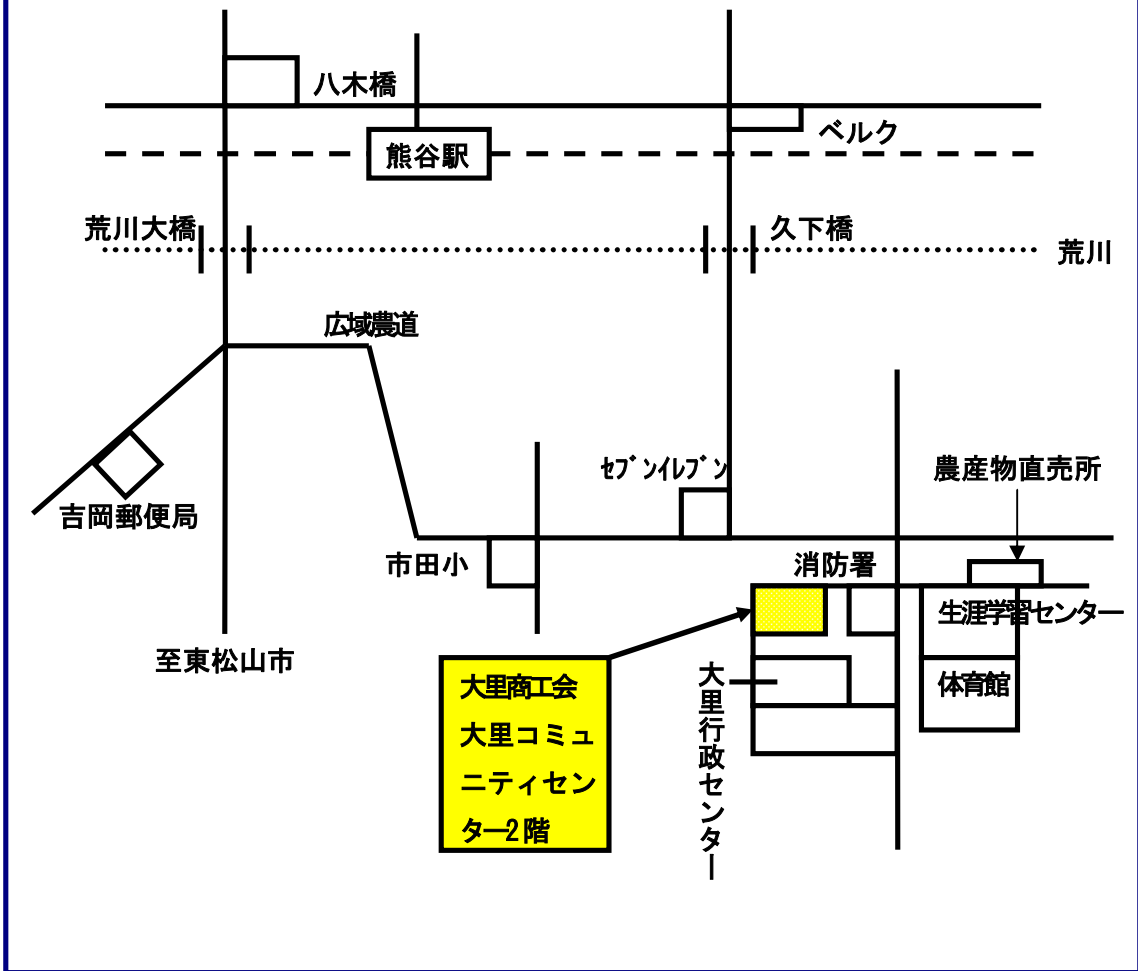 八木橋
ベルク
熊谷駅
荒川大橋
久下橋
荒川
広域農道
セブンイレブン
農産物直売所
吉岡郵便局
市田小
消防署
生涯学習センター
至東松山市
大里商工会
大里コミュ
ニティセン
ター2階
大里行政センター
体育館